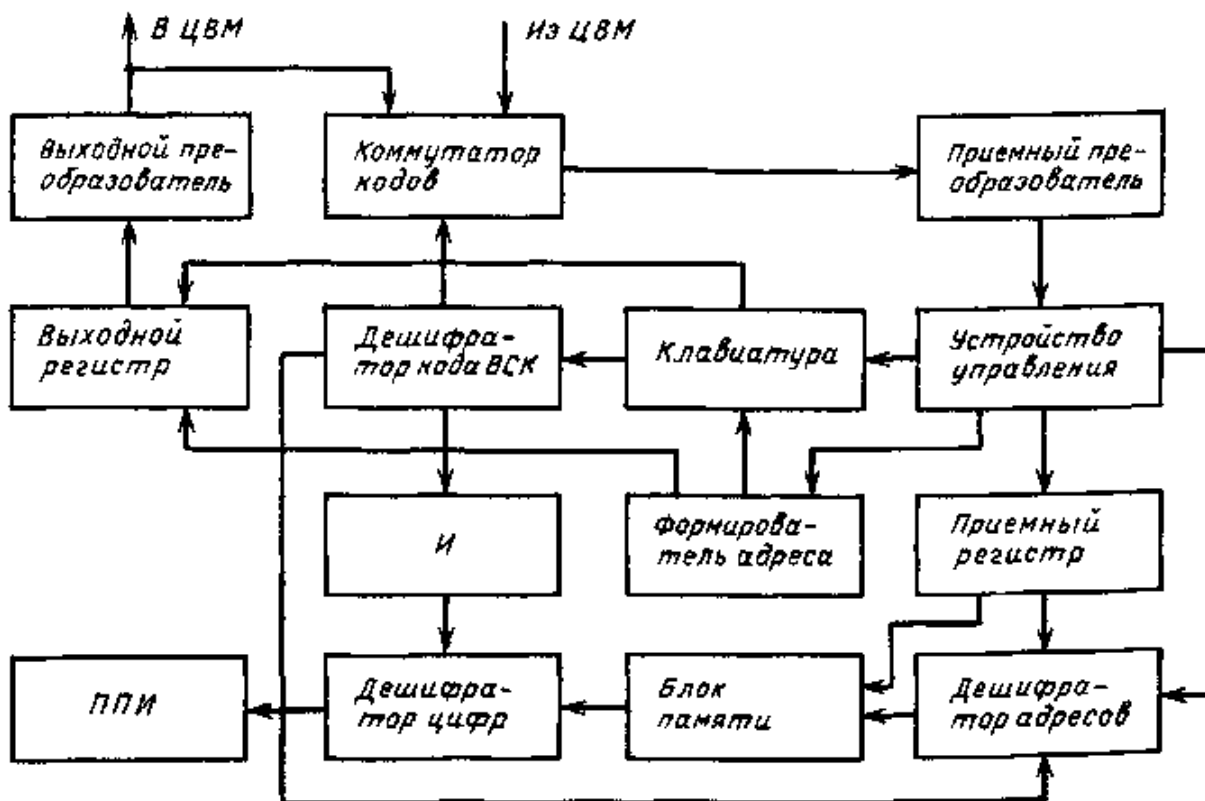 В ЦВМ
Из ЦВМ
Выходной пре-
образователь
Коммутатор
кодов
Приемный пре-
образователь
Выходной
регистр
Дешифра-
тор кода ВСК
Клавиатура
Устройство
управления
И
Формирова-
тель адреса
Приемный
регистр
ППИ
Дешифра-
тор цифр
Блок
памяти
Дешифра-
тор адресов